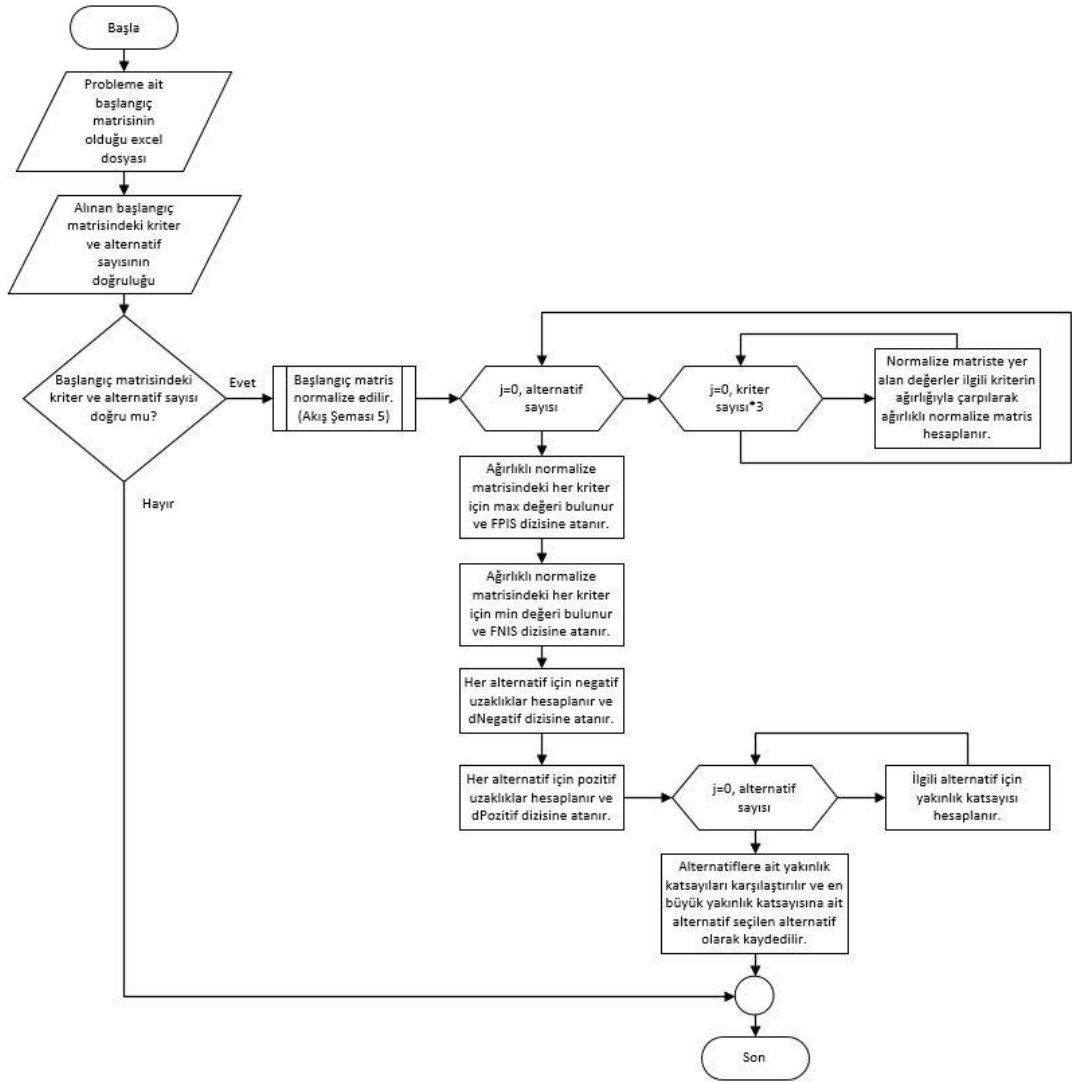 Başla
Probleme ait
başlangıç
matrisinin
olduğu excel
dosyası
Alınan başlangıç
matrisindeki kriter
ve alternatif
sayısının
doğruluğu
Başlangıç matrisindeki
kriter ve alternatif sayısı
doğru mu?
Evet
Hayır
Başlangıç matris
normalize edilir.
(Akış Şeması 5)
j=0, alternatif
sayısı
j=0, kriter
sayısı*3
Normalize matriste yer
alan değerler ilgili kriterin
ağırlığıyla çarpılarak
ağırlıklı normalize matris
hesaplanır.
Ağırlıklı normalize
matrisindeki her kriter
için max değeri bulunur
ve FPIS dizisine atanır.
Ağırlıklı normalize
matrisindeki her kriter
için min değeri bulunur
ve FNIS dizisine atanır.
Her alternatif için negatif
uzaklıklar hesaplanır ve
dNegatif dizisine atanır.
Her alternatif için pozitif
uzaklıklar hesaplanır ve
dPozitif dizisine atanır.
j=0, alternatif
sayısı
İlgili alternatif için
yakınlık katsayısı
hesaplanır.
Alternatiflere ait yakınlık
katsayıları karşılaştırılır ve en
büyük yakınlık katsayısına ait
alternatif seçilen alternatif
olarak kaydedilir.
Son